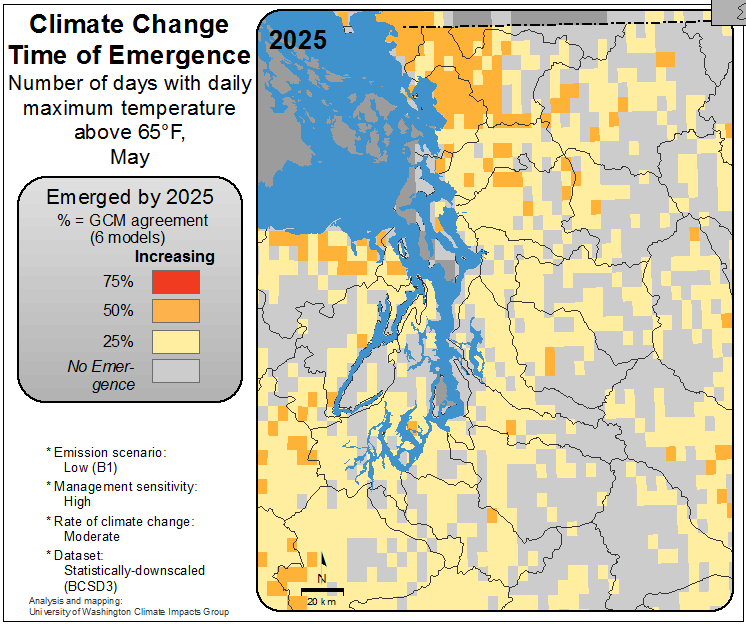 Climate Change
Time of Emergence
Number of days with daily
maximum temperature
above 65°F,
May
Emerged by 2025
% = GCM agreement
(6 models)
Increasing
75%
50%
25%
No Emer-
gence
* Emission scenario:
Low (B1)
* Management sensitivity:
High
* Rate of climate change:
Moderate
* Dataset:
Statistically-downscaled
(BCSD3)
Analysis and mapping:
University of Washington Climate Impacts Group
2025
N
20 km